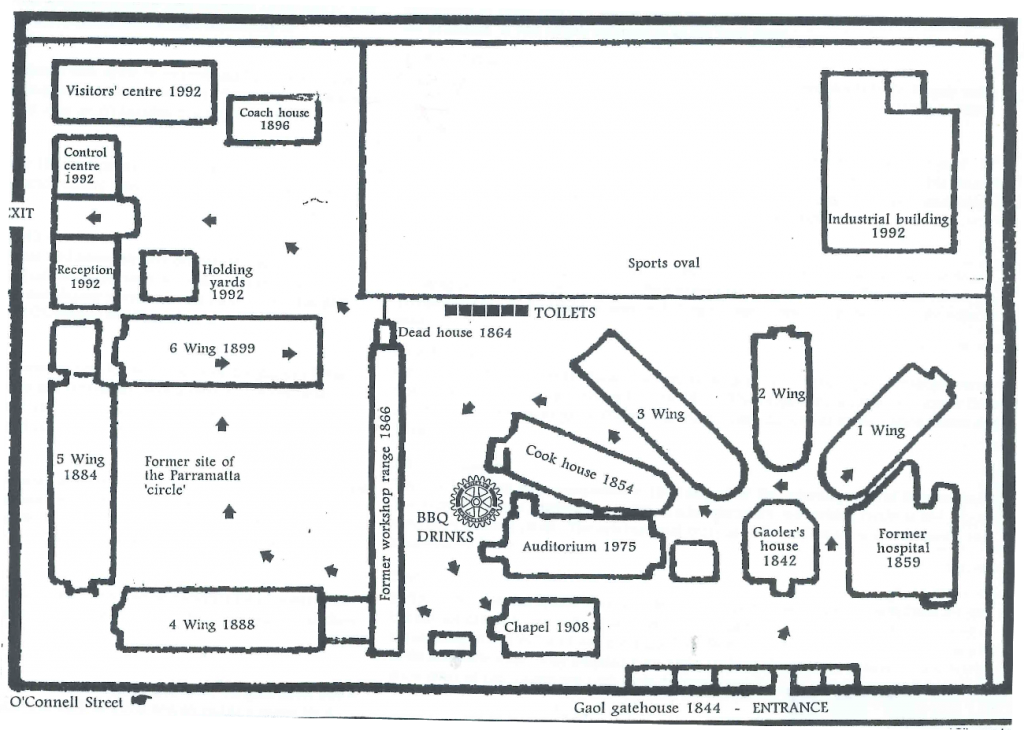 Visitors' centre 1992
Coach house
1896
Control
centre
1992
EXIT
Reception
1992
Holding
yards
1992
Sports oval
Industrial building
1992
TOILETS
Dead house 1864
6 Wing 1899
5 Wing
1884
Former site of
the Parramatta
'circle'
Former workshop range 1866
3 Wing
2 Wing
1 Wing
Cook house 1854
BBQ
DRINKS
Auditorium 1975
Gaoler's
house
1842
Former
hospital
1859
4 Wing 1888
Chapel 1908
O'Connell Street
Gaol gatehouse 1844 - ENTRANCE